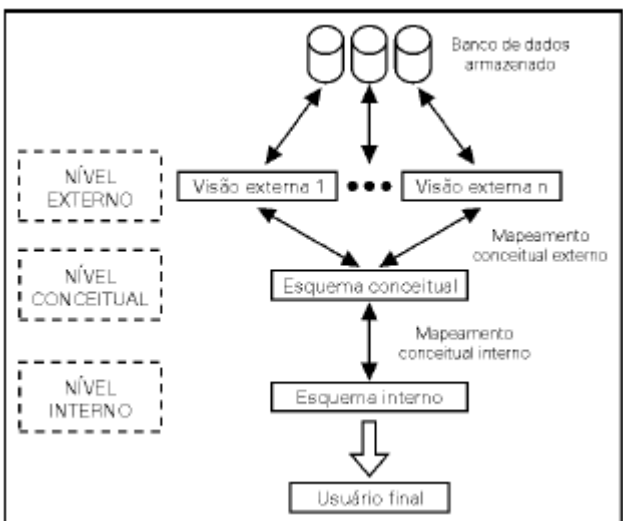 Banco de dados
armazenado
NÍVEL
EXTERNO
Visão externa 1
Visão externa n
Mapeamento
conceitual externo
NÍVEL
CONCEITUAL
Esquema conceitual
Mapeamento
conceitual interno
NÍVEL
INTERNO
Esquema interno
Usuário final